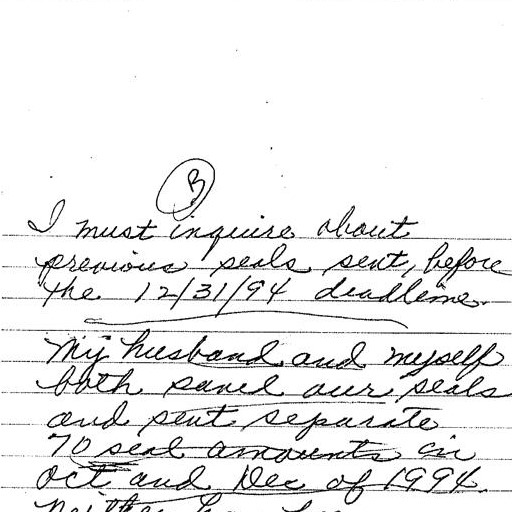 3
I must inquire about
previous seals sent, before
the 12/31/94 deadline.
My husband and myself
both saved our seals
and sent separate
70 seal amounts in
Oct and Dec of 1994.